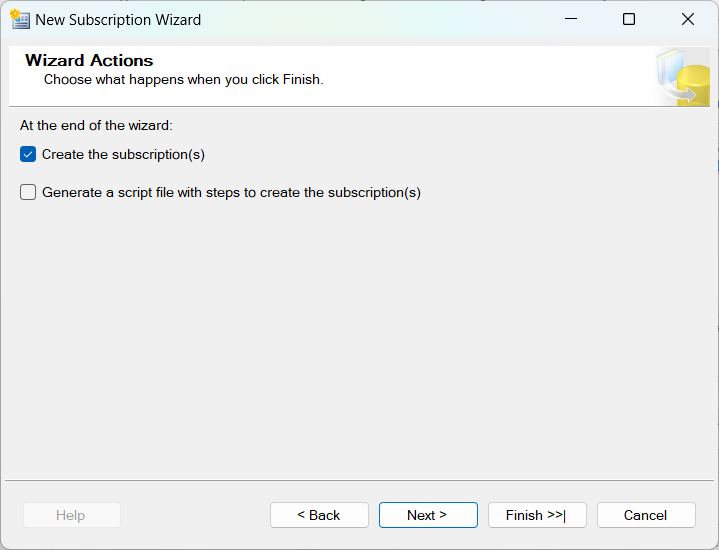 New Subscription Wizard
Wizard Actions
Choose what happens when you click Finish.
At the end of the wizard:
Create the subscription(s)
Generate a script file with steps to create the subscription(s)
Help
< Back
Next >
Finish >>|
Cancel